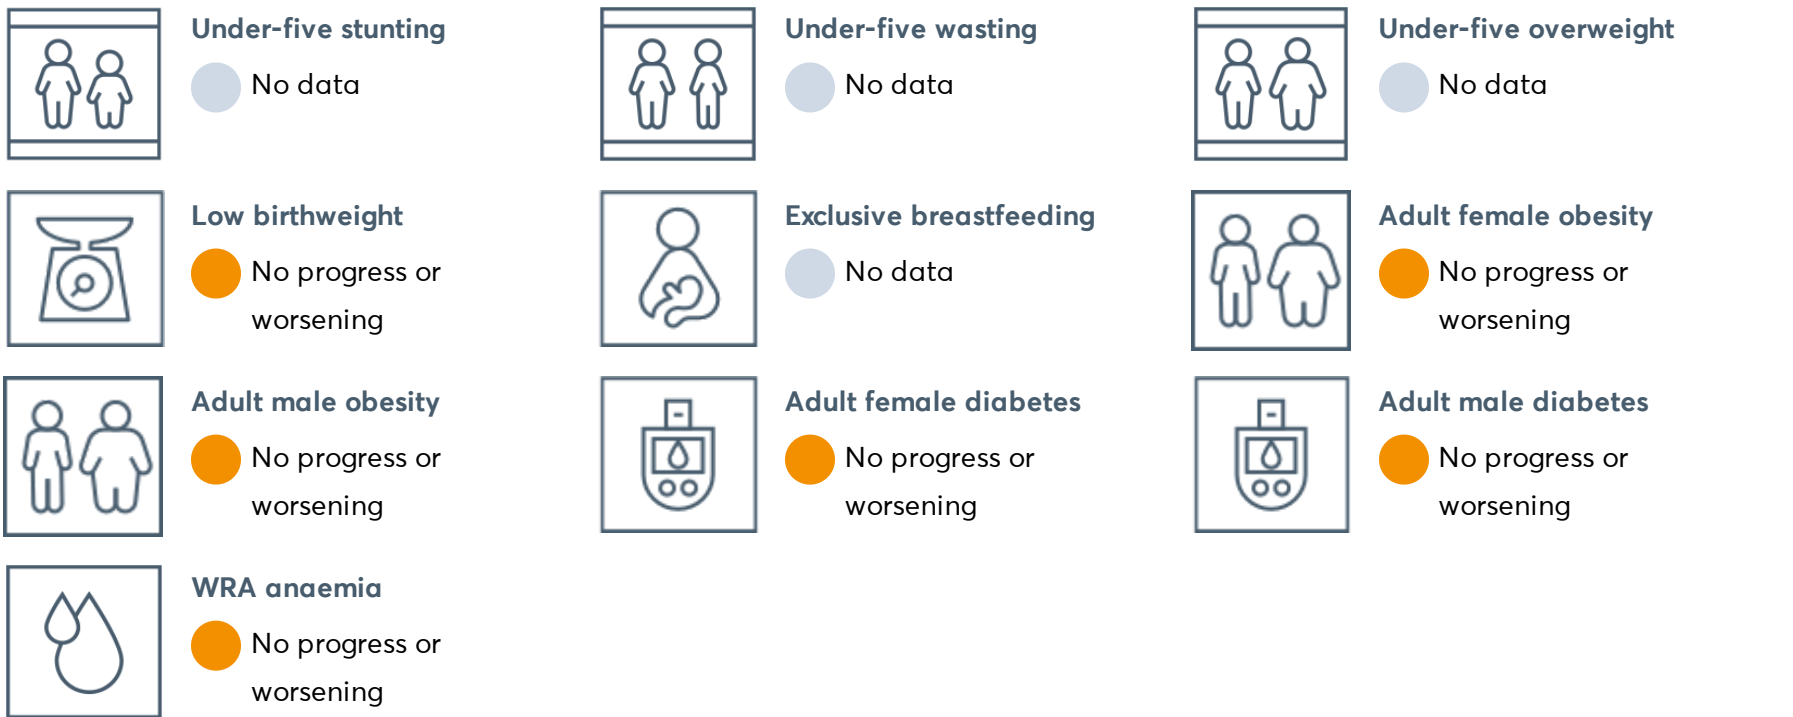 Under-five stunting
No data
Under-five wasting
No data
Under-five overweight
No data
Low birthweight
No progress or
worsening
Exclusive breastfeeding
No data
Adult female obesity
No progress or
worsening
Adult male obesity
No progress or
worsening
Adult female diabetes
No progress or
worsening
Adult male diabetes
No progress or
worsening
WRA anaemia
No progress or
worsening